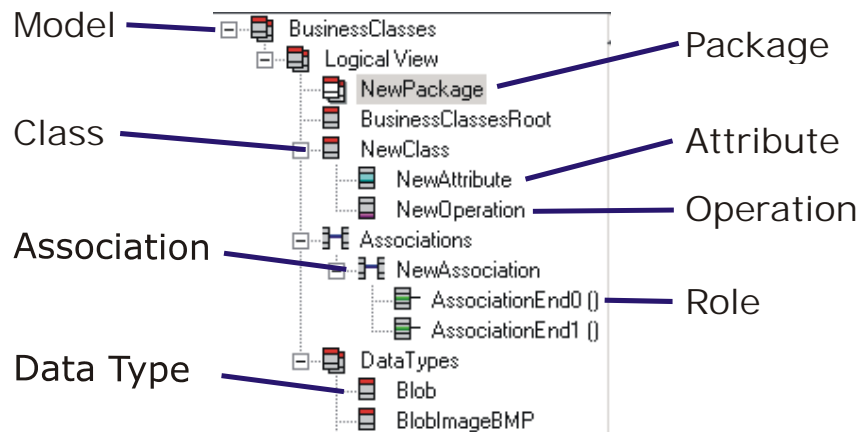 Model
BusinessClasses
Logical View
Package
NewPackage
BusinessClassesRoot
Class
NewClass
Attribute
NewAttribute
NewOperation
Operation
Association
Associations
NewAssociation
AssociationEnd0 ()
Role
AssociationEnd1 ()
Data Type
DataTypes
Blob
BlobImageBMP